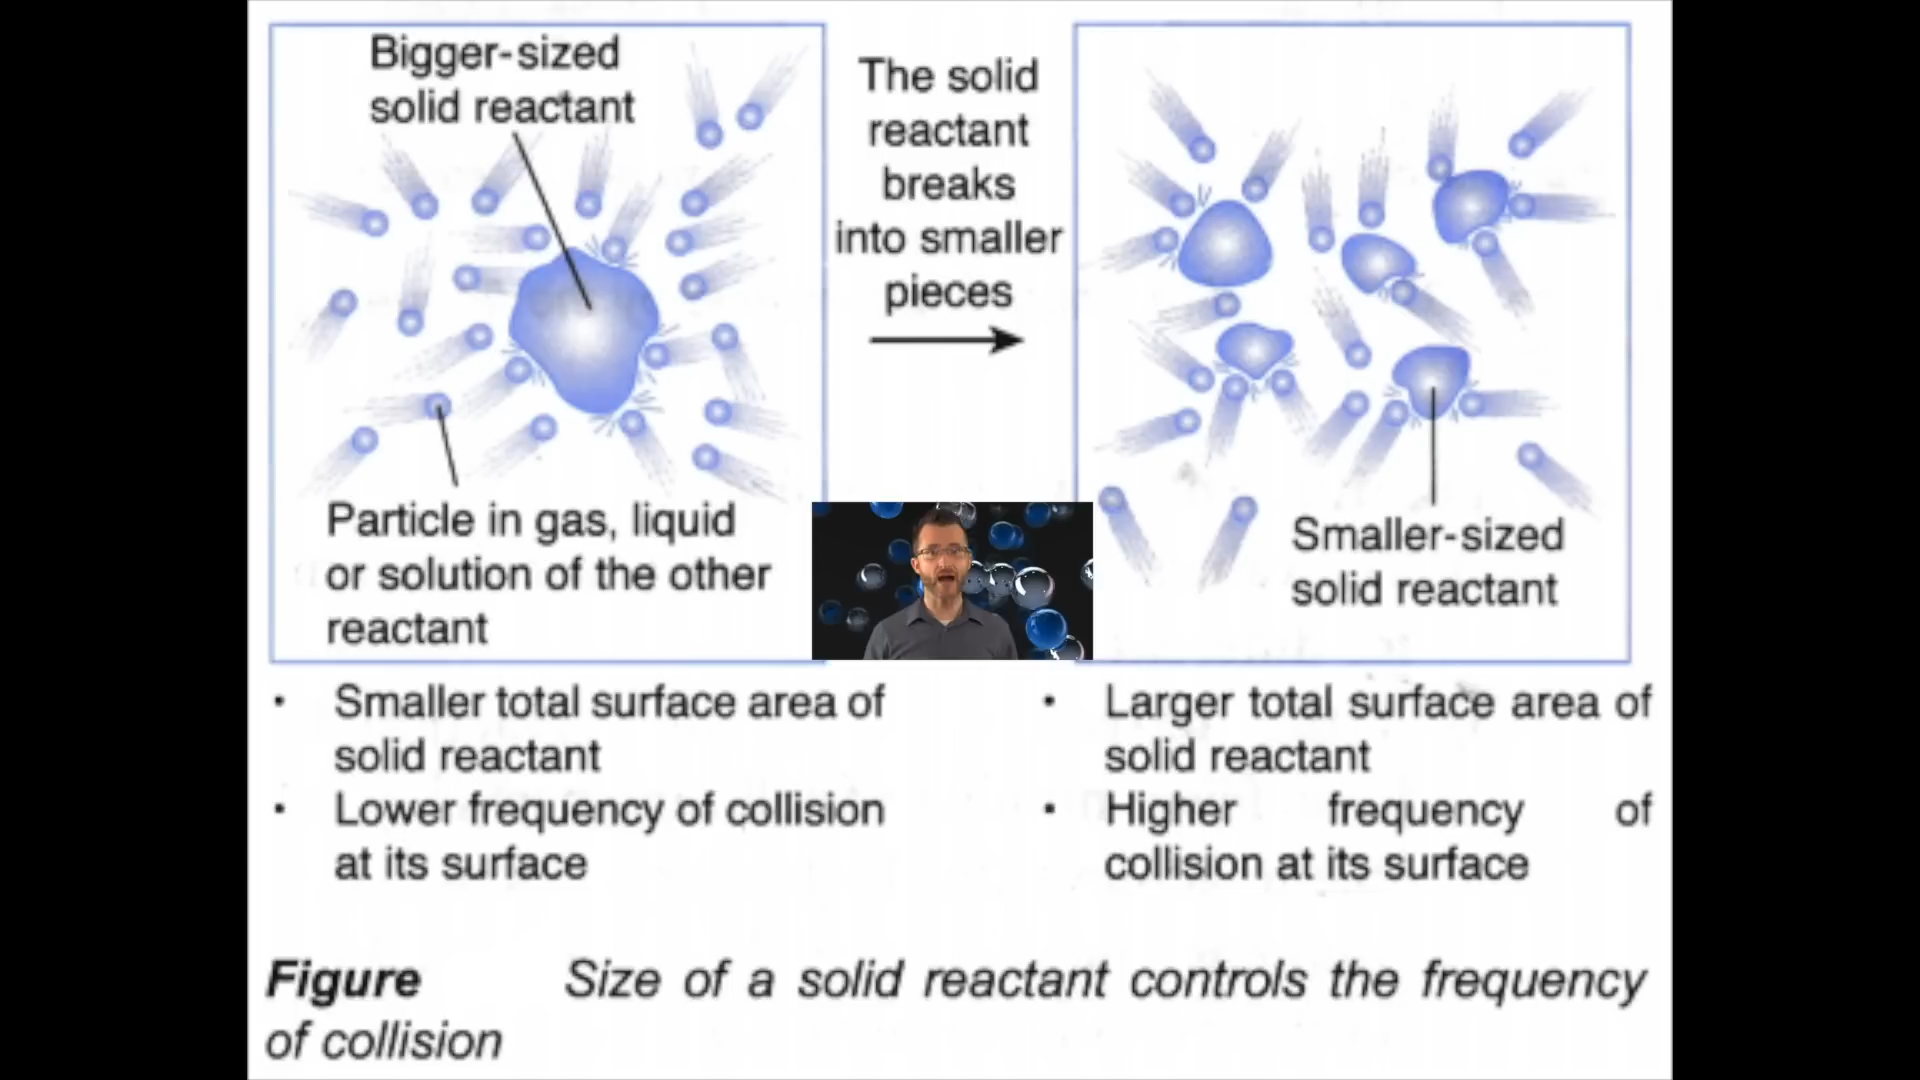 Bigger-sized
solid reactant
Particle in gas, liquid
or solution of the other
reactant
The solid
reactant
breaks
into smaller
pieces
Smaller-sized
solid reactant
• Smaller total surface area of
solid reactant
• Lower frequency of collision
at its surface
• Larger total surface area of
solid reactant
• Higher frequency of
collision at its surface
Figure Size of a solid reactant controls the frequency
of collision